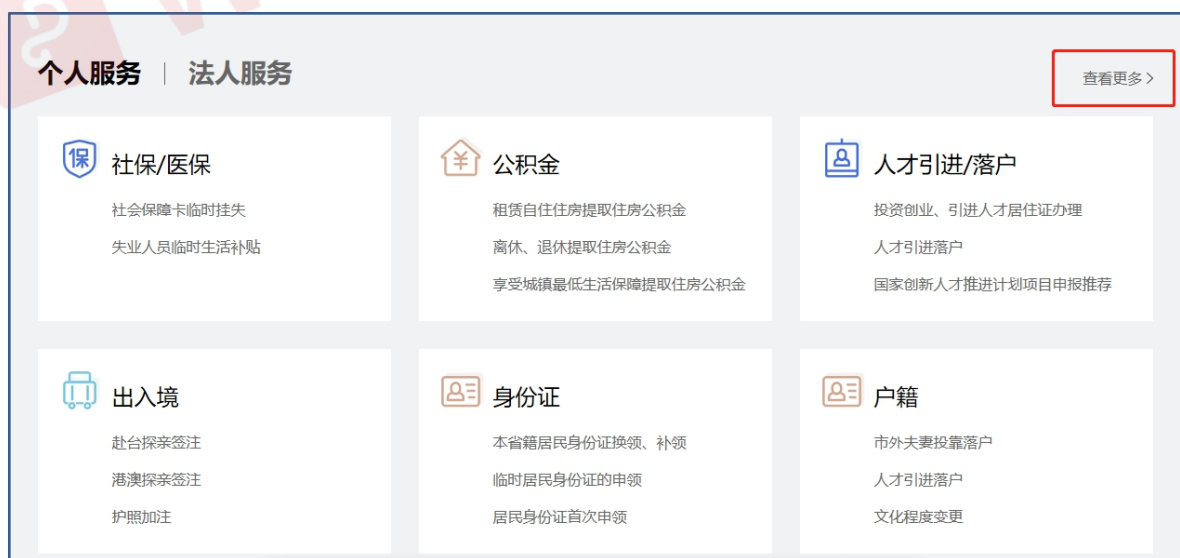 个人服务 | 法人服务
查看更多 >
社保/医保
社会保障卡临时挂失
失业人员临时生活补贴
公积金
租赁自住住房提取住房公积金
离休、退休提取住房公积金
享受城镇最低生活保障提取住房公积金
人才引进/落户
投资创业、引进人才居住证办理
人才引进落户
国家创新人才推进计划项目申报推荐
出入境
赴台探亲签注
港澳探亲签注
护照加注
身份证
本省籍居民身份证换领、补领
临时居民身份证的申领
居民身份证首次申领
户籍
市外夫妻投靠落户
人才引进落户
文化程度变更